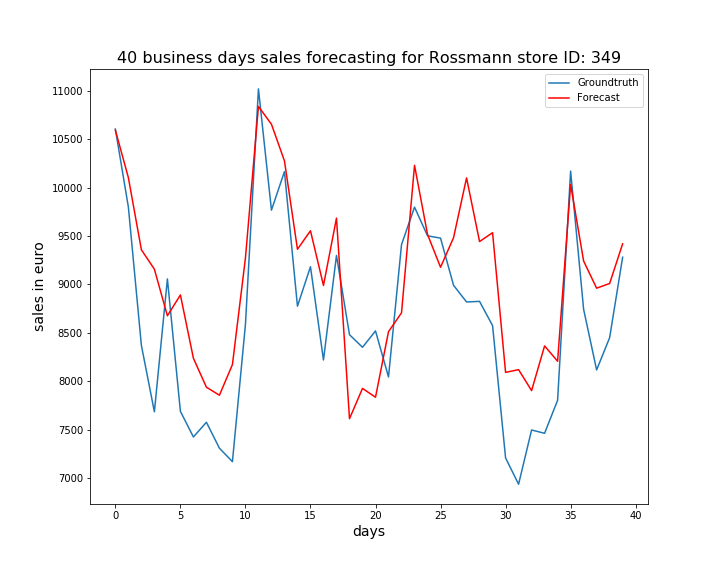 40 business days sales forecasting for Rossmann store ID: 349
Groundtruth
Forecast
11000
10500
10000
9500
9000
8500
8000
7500
7000
sales in euro
0 5 10 15 20 25 30 35 40
days